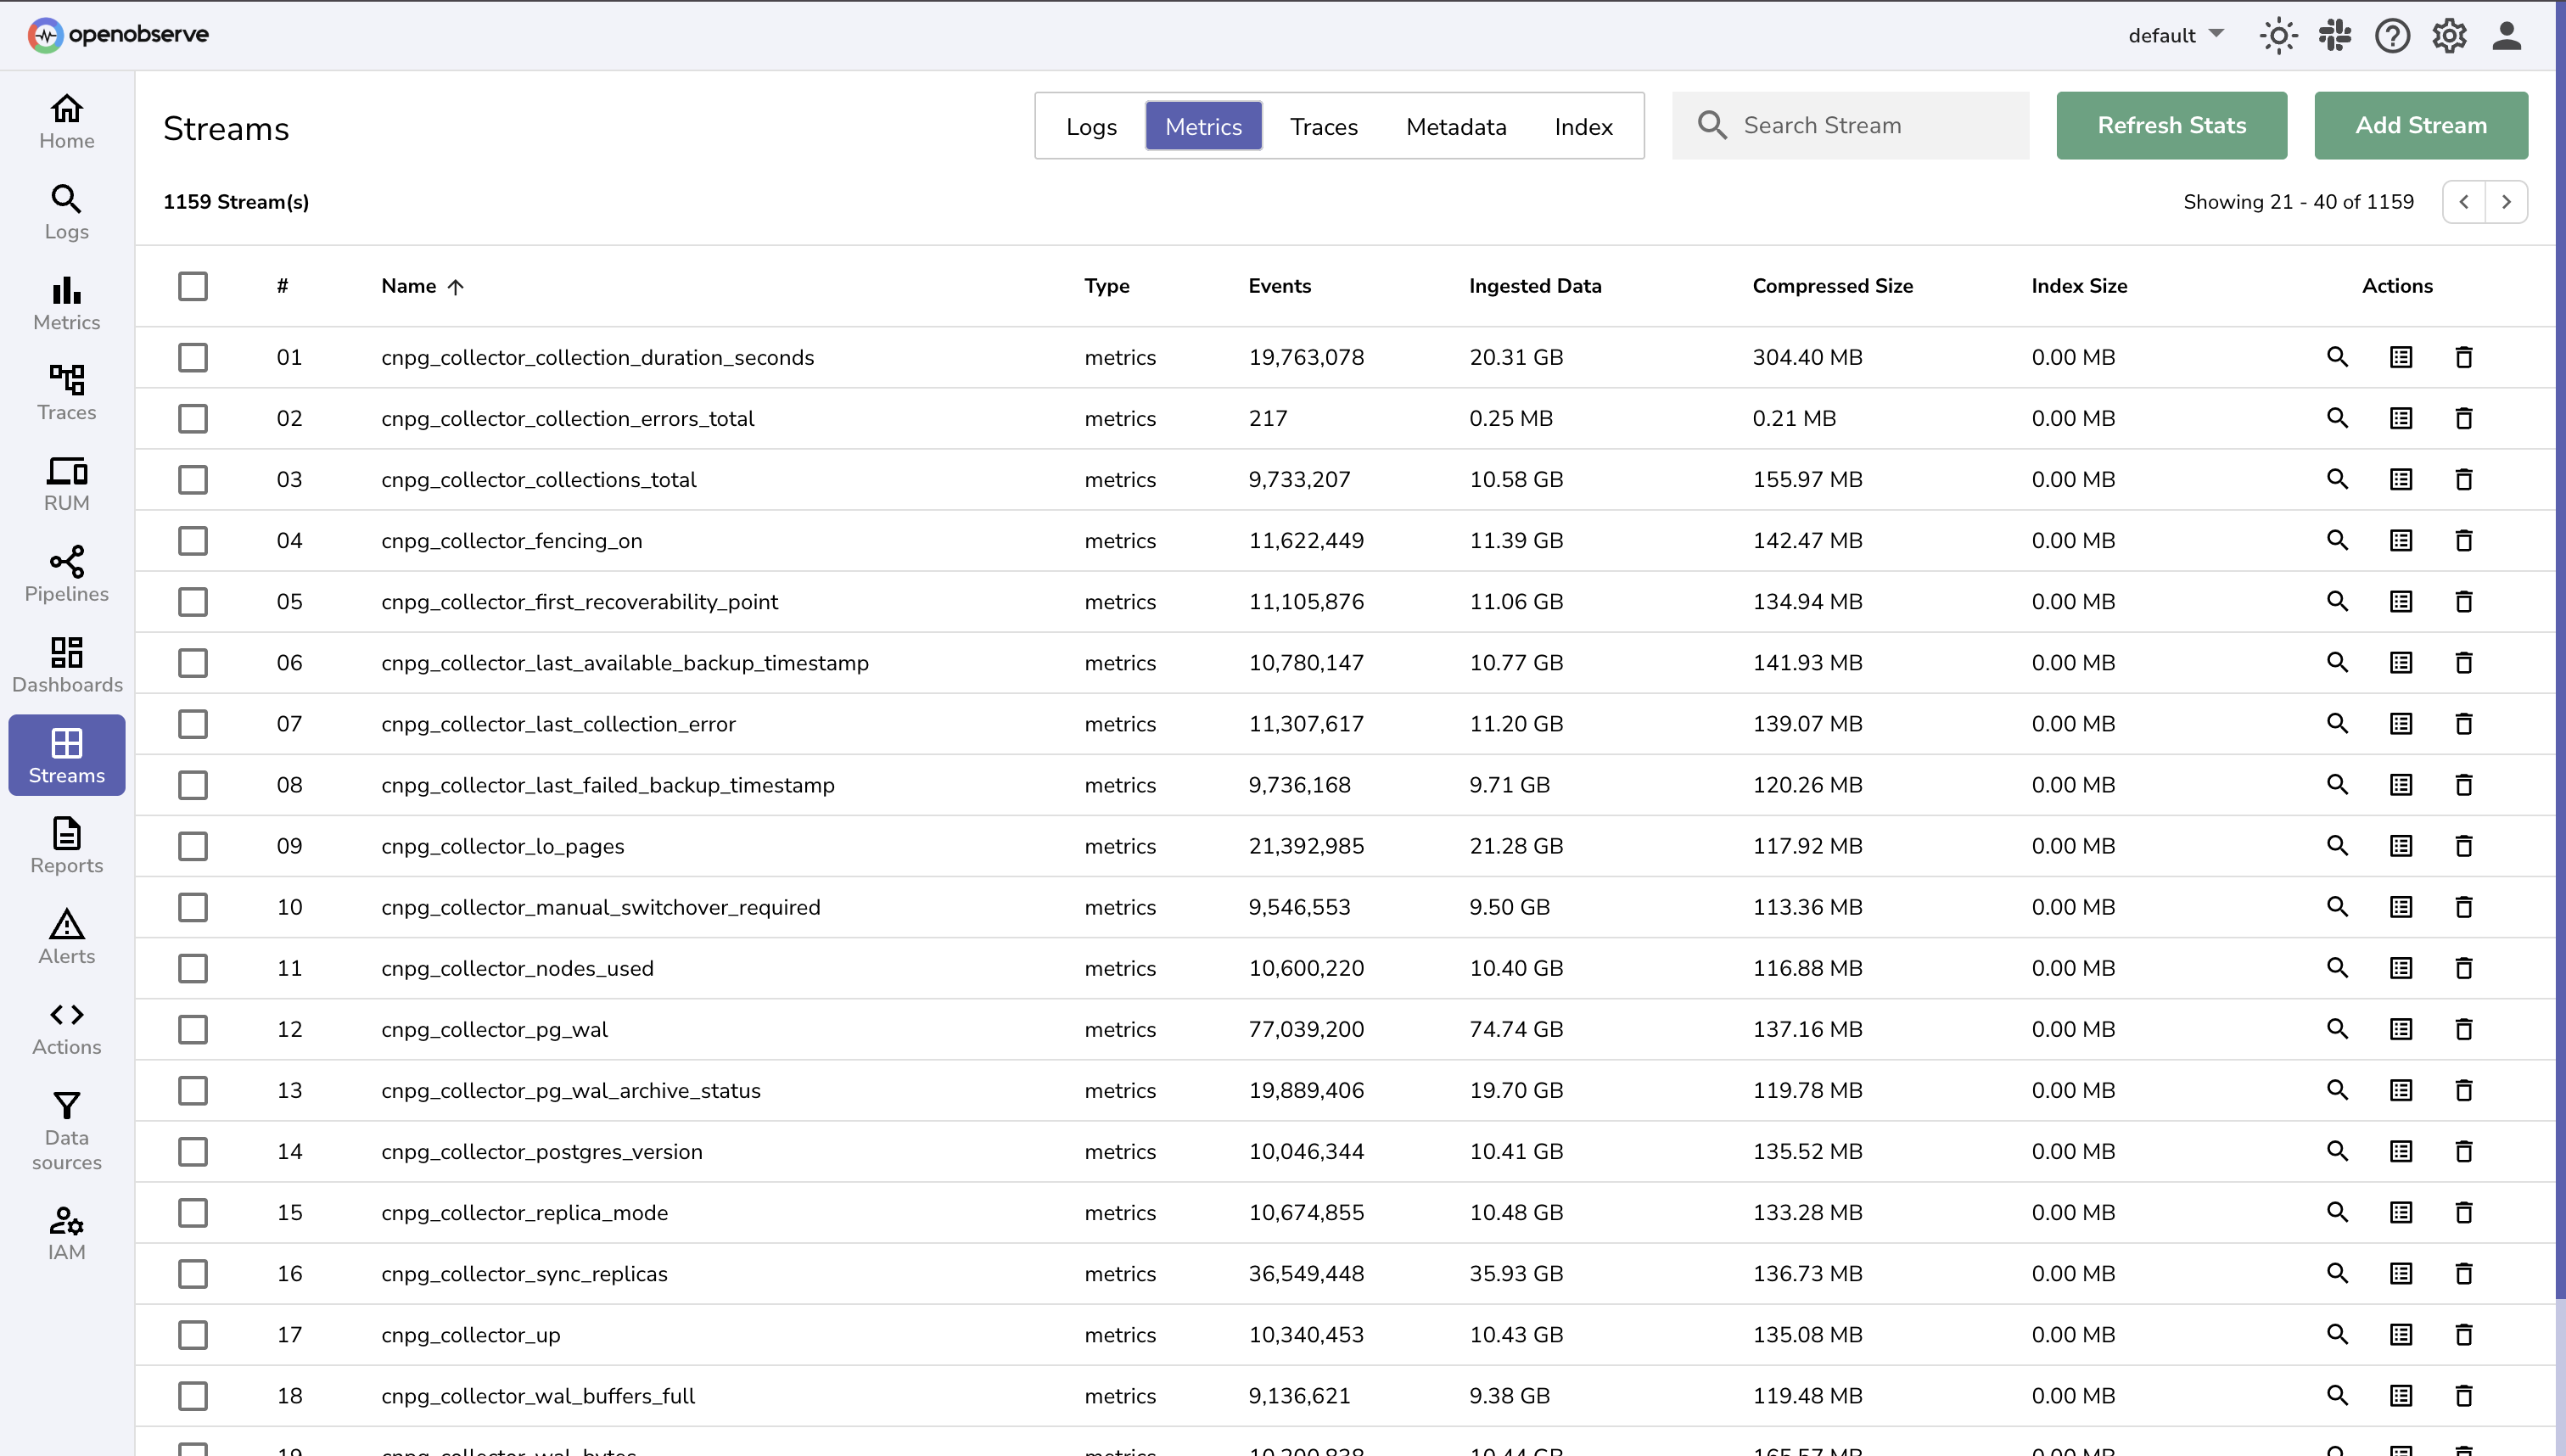 openobserve
default
Home
Logs
Metrics
Traces
RUM
Pipelines
Dashboards
Streams
Reports
Alerts
Actions
Data
sources
IAM
Streams
Logs Metrics Traces Metadata Index
Search Stream
Refresh Stats
Add Stream
1159 Stream(s)
Showing 21 - 40 of 1159
# Name Type Events Ingested Data Compressed Size Index Size Actions
01 cnpg_collector_collection_duration_seconds metrics 19,763,078 20.31 GB 304.40 MB 0.00 MB
02 cnpg_collector_collection_errors_total metrics 217 0.25 MB 0.21 MB 0.00 MB
03 cnpg_collector_collections_total metrics 9,733,207 10.58 GB 155.97 MB 0.00 MB
04 cnpg_collector_fencing_on metrics 11,622,449 11.39 GB 142.47 MB 0.00 MB
05 cnpg_collector_first_recoverability_point metrics 11,105,876 11.06 GB 134.94 MB 0.00 MB
06 cnpg_collector_last_available_backup_timestamp metrics 10,780,147 10.77 GB 141.93 MB 0.00 MB
07 cnpg_collector_last_collection_error metrics 11,307,617 11.20 GB 139.07 MB 0.00 MB
08 cnpg_collector_last_failed_backup_timestamp metrics 9,736,168 9.71 GB 120.26 MB 0.00 MB
09 cnpg_collector_lo_pages metrics 21,392,985 21.28 GB 117.92 MB 0.00 MB
10 cnpg_collector_manual_switchover_required metrics 9,546,553 9.50 GB 113.36 MB 0.00 MB
11 cnpg_collector_nodes_used metrics 10,600,220 10.40 GB 116.88 MB 0.00 MB
12 cnpg_collector_pg_wal metrics 77,039,200 74.74 GB 137.16 MB 0.00 MB
13 cnpg_collector_pg_wal_archive_status metrics 19,889,406 19.70 GB 119.78 MB 0.00 MB
14 cnpg_collector_postgres_version metrics 10,046,344 10.41 GB 135.52 MB 0.00 MB
15 cnpg_collector_replica_mode metrics 10,674,855 10.48 GB 133.28 MB 0.00 MB
16 cnpg_collector_sync_replicas metrics 36,549,448 35.93 GB 136.73 MB 0.00 MB
17 cnpg_collector_up metrics 10,340,453 10.43 GB 135.08 MB 0.00 MB
18 cnpg_collector_wal_buffers_full metrics 9,136,621 9.38 GB 119.48 MB 0.00 MB
19 cnpg_collector_wal_bytes metrics 0.00 MB